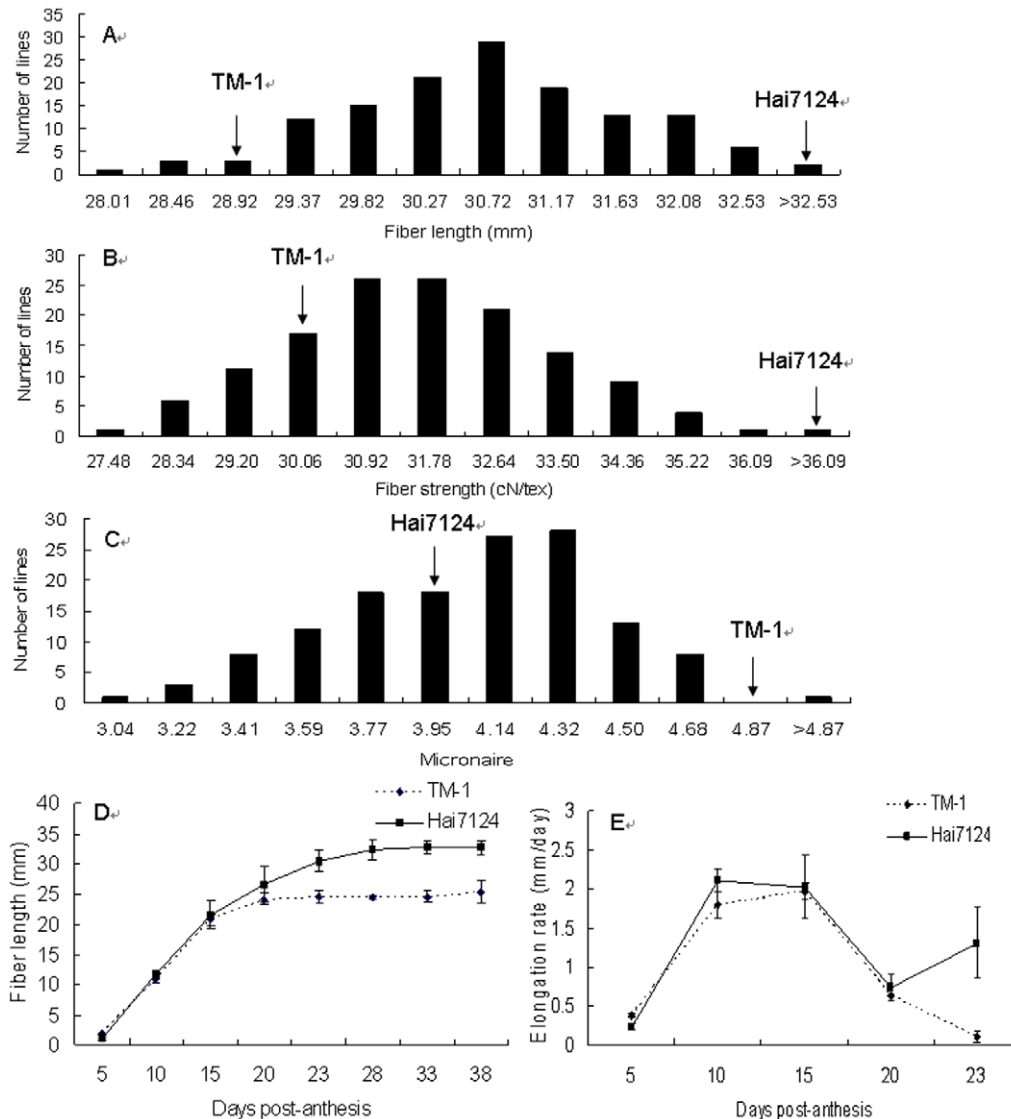 A
TM-1
Hai7124
Number of lines
30
25
20
15
10
5
0
28.01 28.46 28.92 29.37 29.82 30.27 30.72 31.17 31.63 32.08 32.53 >32.53
Fiber length (mm)
B
TM-1
Hai7124
Number of lines
30
25
20
15
10
5
0
27.48 28.34 29.20 30.06 30.92 31.78 32.64 33.50 34.36 35.22 36.09 >36.09
Fiber strength (cN/tex)
C
Hai7124
TM-1
Number of lines
30
25
20
15
10
5
0
3.04 3.22 3.41 3.59 3.77 3.95 4.14 4.32 4.50 4.68 4.87 >4.87
Micronaire
D
TM-1
Hai7124
Fiber length (mm)
40
35
30
25
20
15
10
5
0
5 10 15 20 23 28 33 38
Days post-anthesis
E
TM-1
Hai7124
Elongation rate (mm/day)
3
2.5
2
1.5
1
0.5
0
5 10 15 20 23
Days post-anthesis